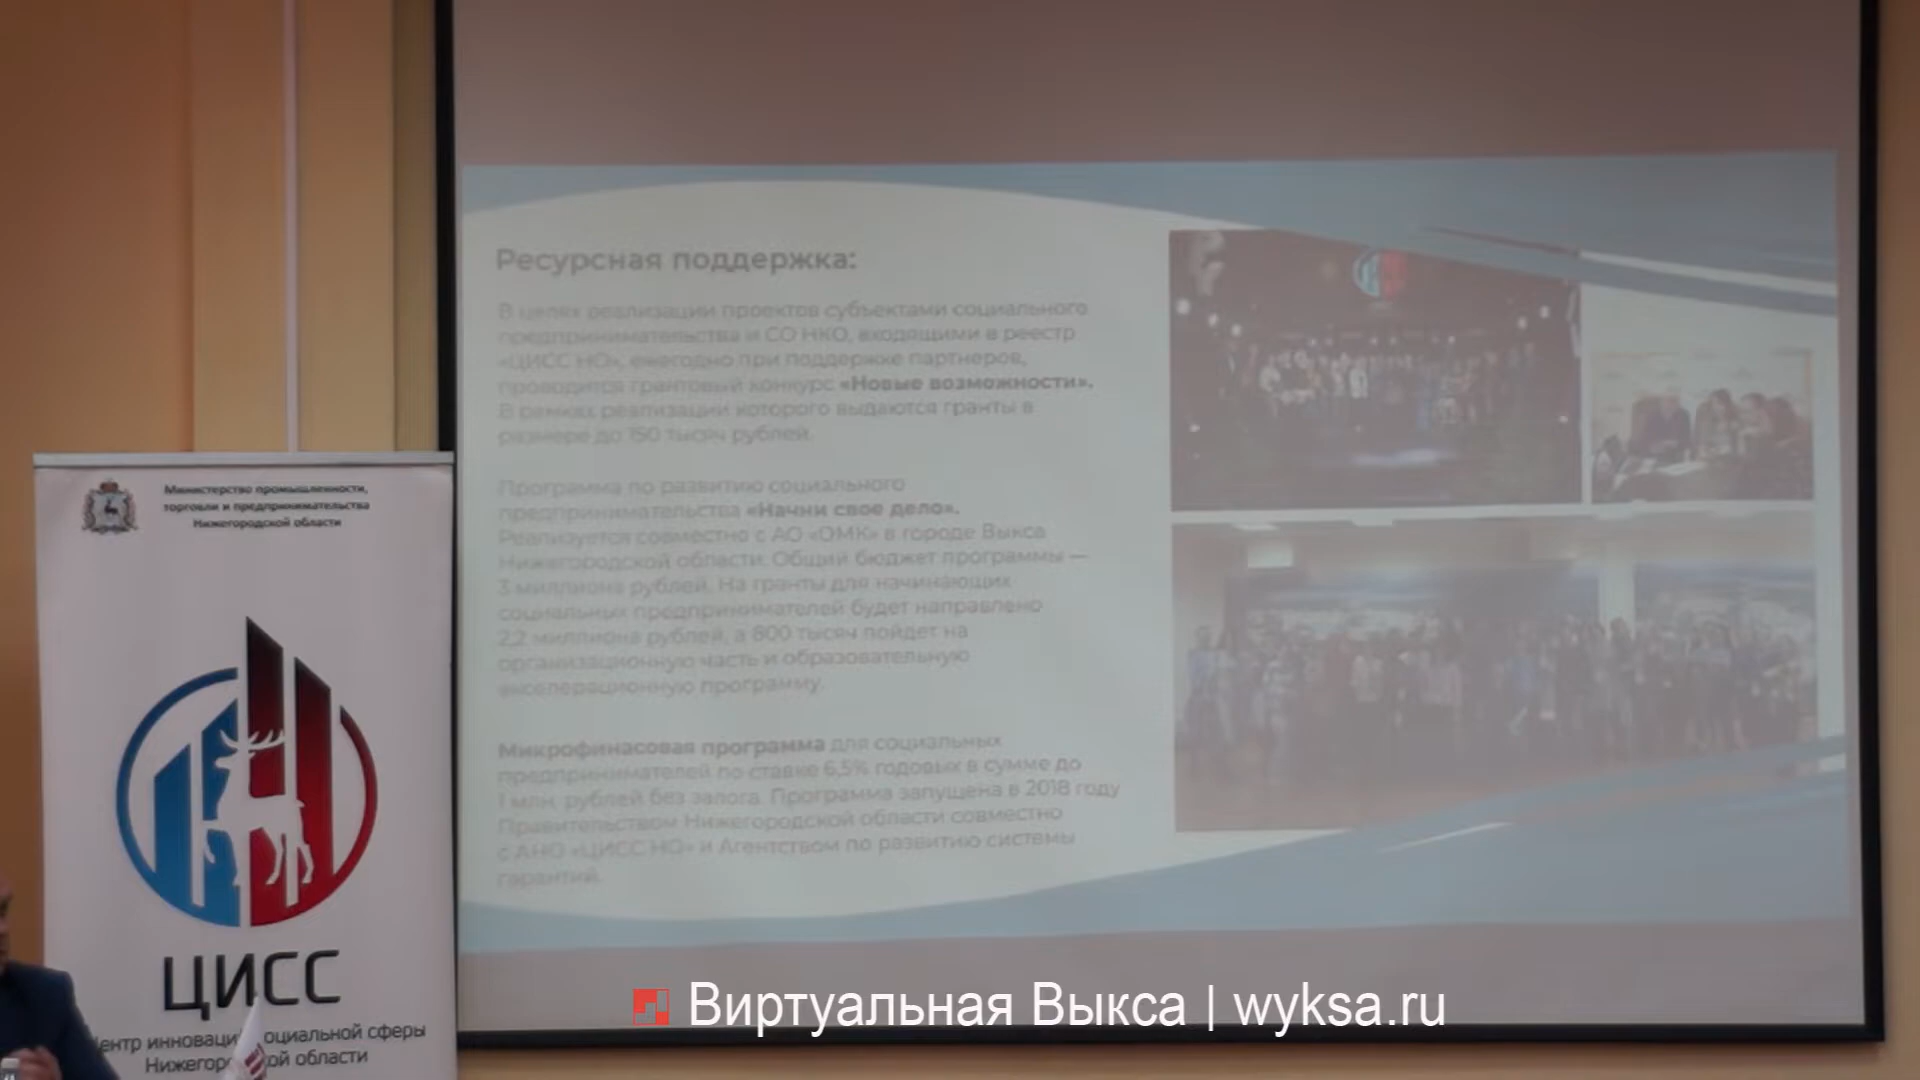 Ресурсная поддержка:
В целях реализации проектов субъектами социального
предпринимательства и СО НКО, входящими в реестр
«ЦИСС НО», ежегодно при поддержке партнеров,
проводится грантовый конкурс «Новые возможности».
В рамках реализации которого выдаются гранты в
размере до 150 тысяч рублей.
Программа по развитию социального
предпринимательства «Начни свое дело».
Реализуется совместно с АО «ОМК» в городе Выкса
Нижегородской области. Общий бюджет программы —
3 миллиона рублей. На гранты для начинающих
социальных предпринимателей будет направлено
2,2 миллиона рублей, а 800 тысяч пойдет на
организационную часть и образовательную
акселерационную программу.
Микрофинасовая программа для социальных
предпринимателей по ставке 6,5% годовых в сумме до
1 млн. рублей без залога. Программа запущена в 2018 году
Правительством Нижегородской области совместно
с АНО «ЦИСС НО» и Агентством по развитию системы
гарантий.
Министерство промышленности,
торговли и предпринимательства
Нижегородской области
ЦИСС
ентр инноваци оциальной сферы
Нижегор ой области
Виртуальная Выкса | wyksa.ru